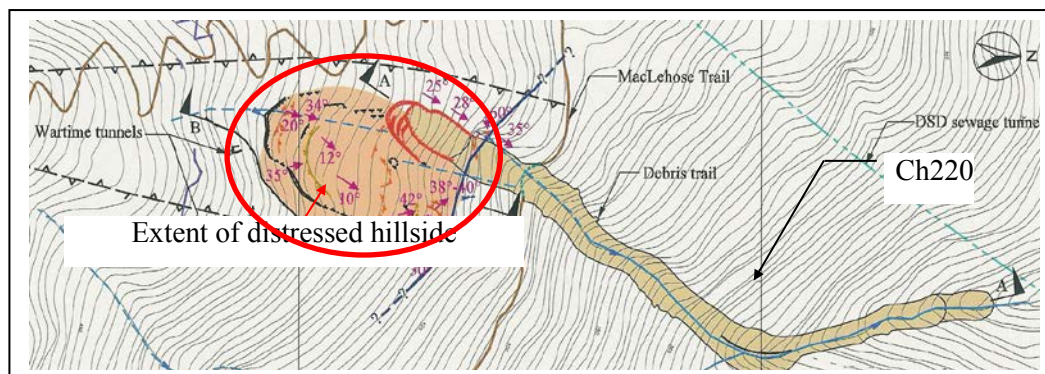 A
25°
28°
60°
35°
?
MacLehose Trail
N
34°
20°
B
Wartime tunnels
DSD sewage tunne
12°
35°
10°
42°
38°-40°
Debris trail
Ch220
Extent of distressed hillside
A
?